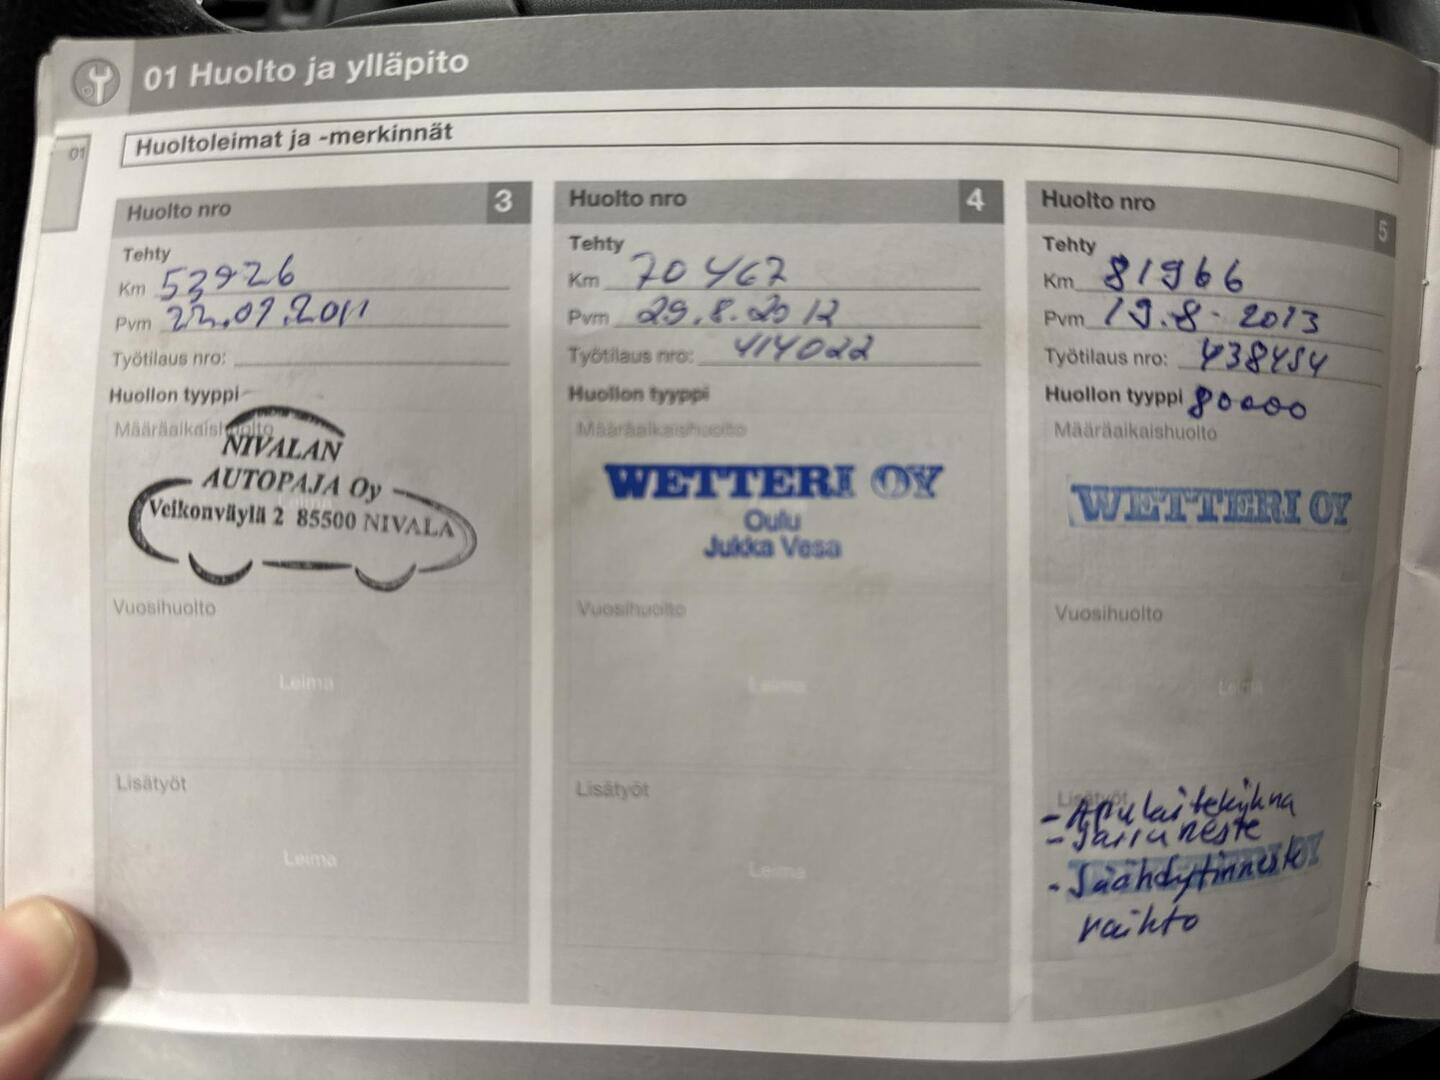 01 Huolto ja ylläpito
01
Huoltoleimat ja -merkinnät
Huolto nro 3
Tehty
Km 53926
Pvm 22.09.2011
Työtilaus nro:
Huollon tyyppi
Määräaikaishuolto
NIVALAN
AUTOPAJA Oy
Veikonväylä 2 85500 NIVALA
Vuosihuolto
Leima
Lisätyöt
Leima
Huolto nro 4
Tehty
Km 70467
Pvm 29.8.2012
Työtilaus nro: 414022
Huollon tyyppi
Määräaikaishuolto
WETTERI OY
Oulu
Jukka Vesa
Vuosihuolto
Leima
Lisätyöt
Leima
Huolto nro 5
Tehty
Km 81966
Pvm 19.8.2013
Työtilaus nro: 438454
Huollon tyyppi 80000
Määräaikaishuolto
WETTERI OY
Vuosihuolto
Leima
Lisätyöt
- Apulaitehihna
- Jarruneste
- Jäähdytinneste
vaihto